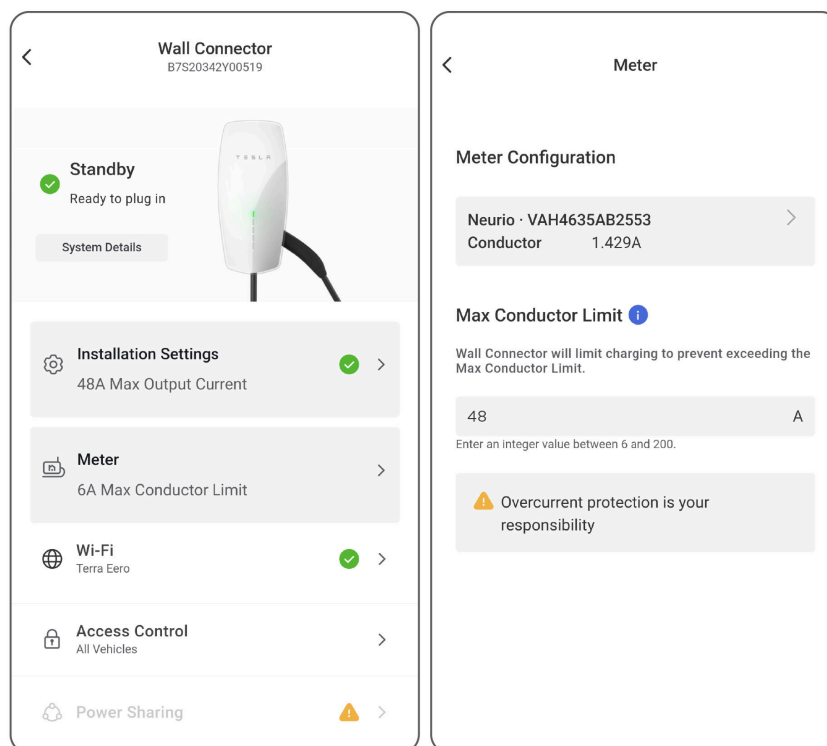 Wall Connector
B7S20342Y00519
Standby
Ready to plug in
System Details
TESLA
Installation Settings
48A Max Output Current
Meter
6A Max Conductor Limit
Wi-Fi
Terra Eero
Access Control
All Vehicles
Power Sharing
Meter
Meter Configuration
Neurio · VAH4635AB2553
Conductor 1.429A
Max Conductor Limit
Wall Connector will limit charging to prevent exceeding the
Max Conductor Limit.
48 A
Enter an integer value between 6 and 200.
Overcurrent protection is your
responsibility